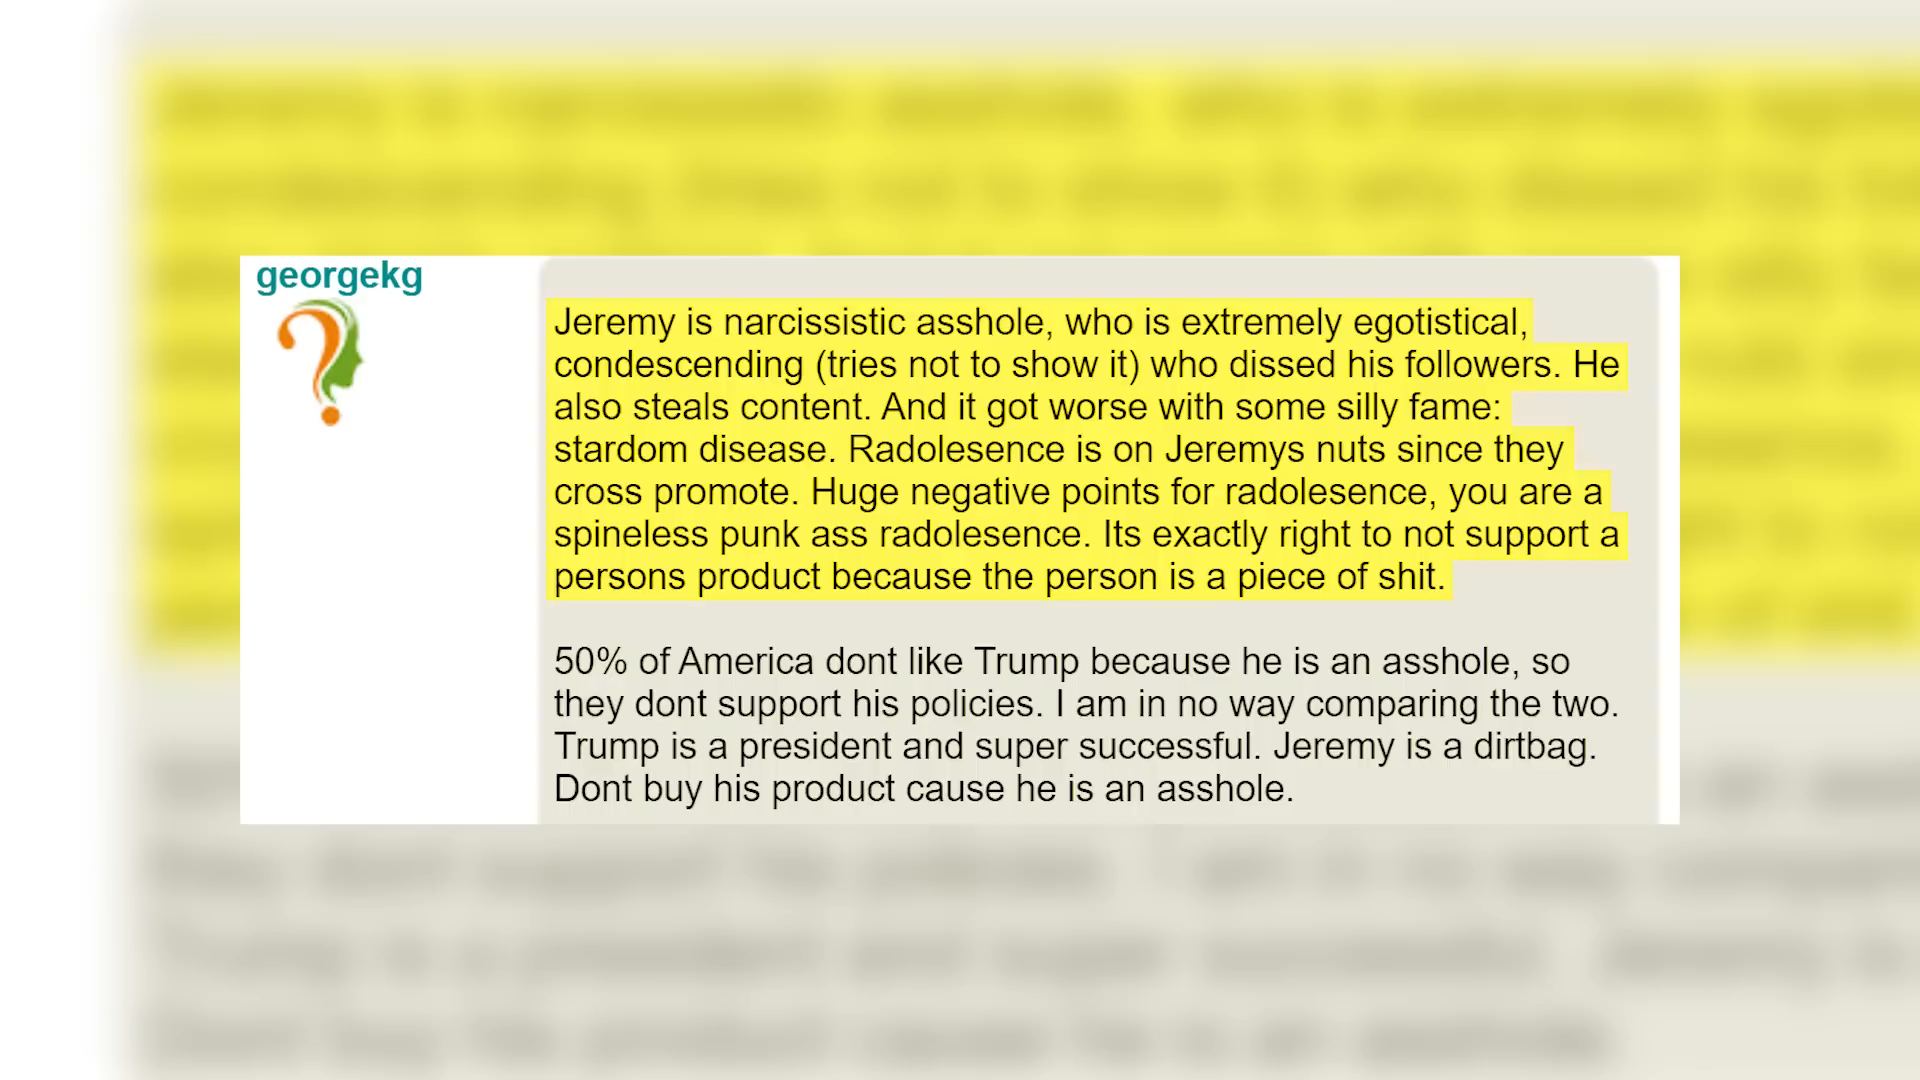 georgekg
Jeremy is narcissistic asshole, who is extremely egotistical,
condescending (tries not to show it) who dissed his followers. He
also steals content. And it got worse with some silly fame:
stardom disease. Radolesence is on Jeremys nuts since they
cross promote. Huge negative points for radolesence, you are a
spineless punk ass radolesence. Its exactly right to not support a
persons product because the person is a piece of shit.
50% of America dont like Trump because he is an asshole, so
they dont support his policies. I am in no way comparing the two.
Trump is a president and super successful. Jeremy is a dirtbag.
Dont buy his product cause he is an asshole.